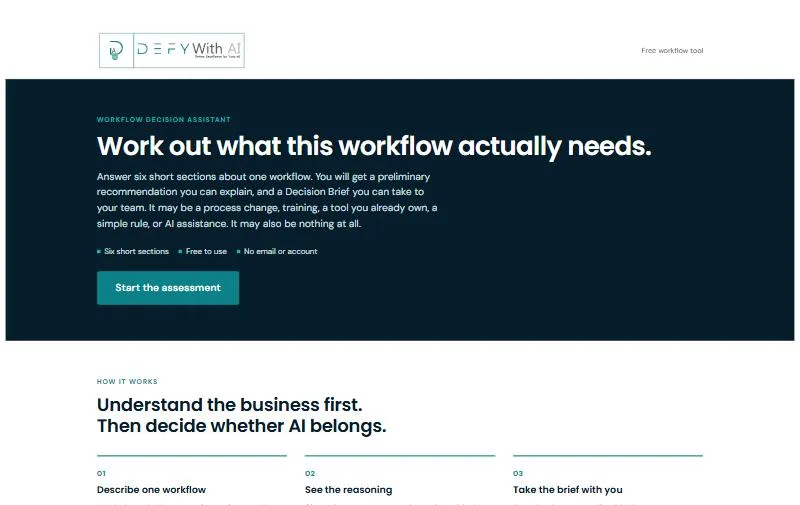 DEFY With AI
Free workflow tool
WORKFLOW DECISION ASSISTANT
Work out what this workflow actually needs.
Answer six short sections about one workflow. You will get a preliminary
recommendation you can explain, and a Decision Brief you can take to
your team. It may be a process change, training, a tool you already own, a
simple rule, or AI assistance. It may also be nothing at all.
Six short sections Free to use No email or account
Start the assessment
HOW IT WORKS
Understand the business first.
Then decide whether AI belongs.
01 02 03
Describe one workflow See the reasoning Take the brief with you